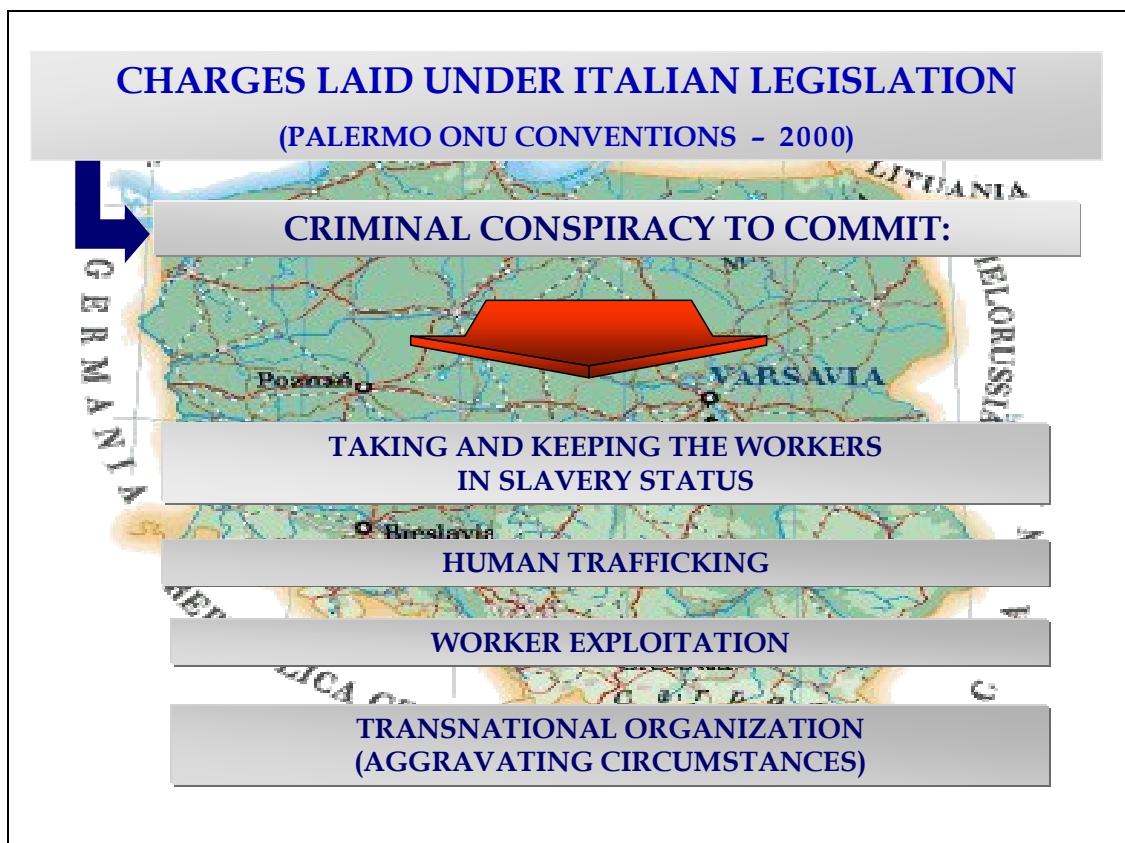 CHARGES LAID UNDER ITALIAN LEGISLATION
(PALERMO ONU CONVENTIONS – 2000)
LITUANIA
CRIMINAL CONSPIRACY TO COMMIT:
GERMANIA
ELORUSSIA
Poznań
VARSAVIA
TAKING AND KEEPING THE WORKERS
IN SLAVERY STATUS
Breslavia
HUMAN TRAFFICKING
WORKER EXPLOITATION
TRANSNATIONAL ORGANIZATION
(AGGRAVATING CIRCUMSTANCES)